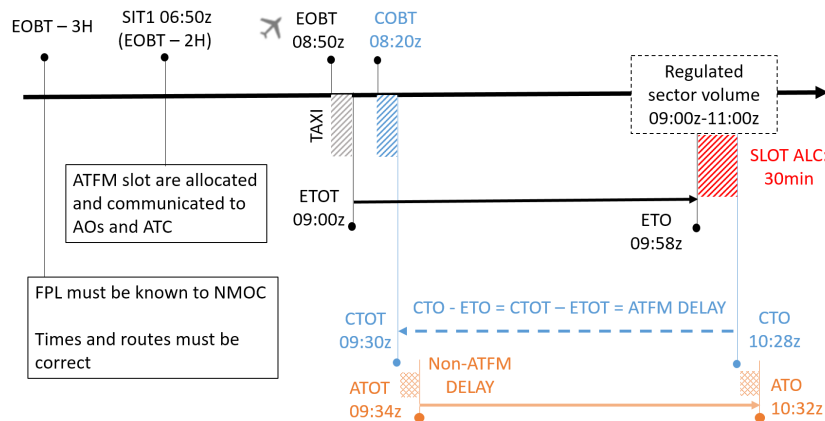 EOBT – 3H
SIT1 06:50z
(EOBT – 2H)
EOBT
08:50z
COBT
08:20z
Regulated
sector volume
09:00z-11:00z
TAXI
SLOT ALC:
30min
ATFM slot are allocated
and communicated to
AOs and ATC
ETOT
09:00z
ETO
09:58z
FPL must be known to NMOC
Times and routes must be
correct
CTO - ETO = CTOT – ETOT = ATFM DELAY
CTOT
09:30z
CTO
10:28z
Non-ATFM
DELAY
ATOT
09:34z
ATO
10:32z